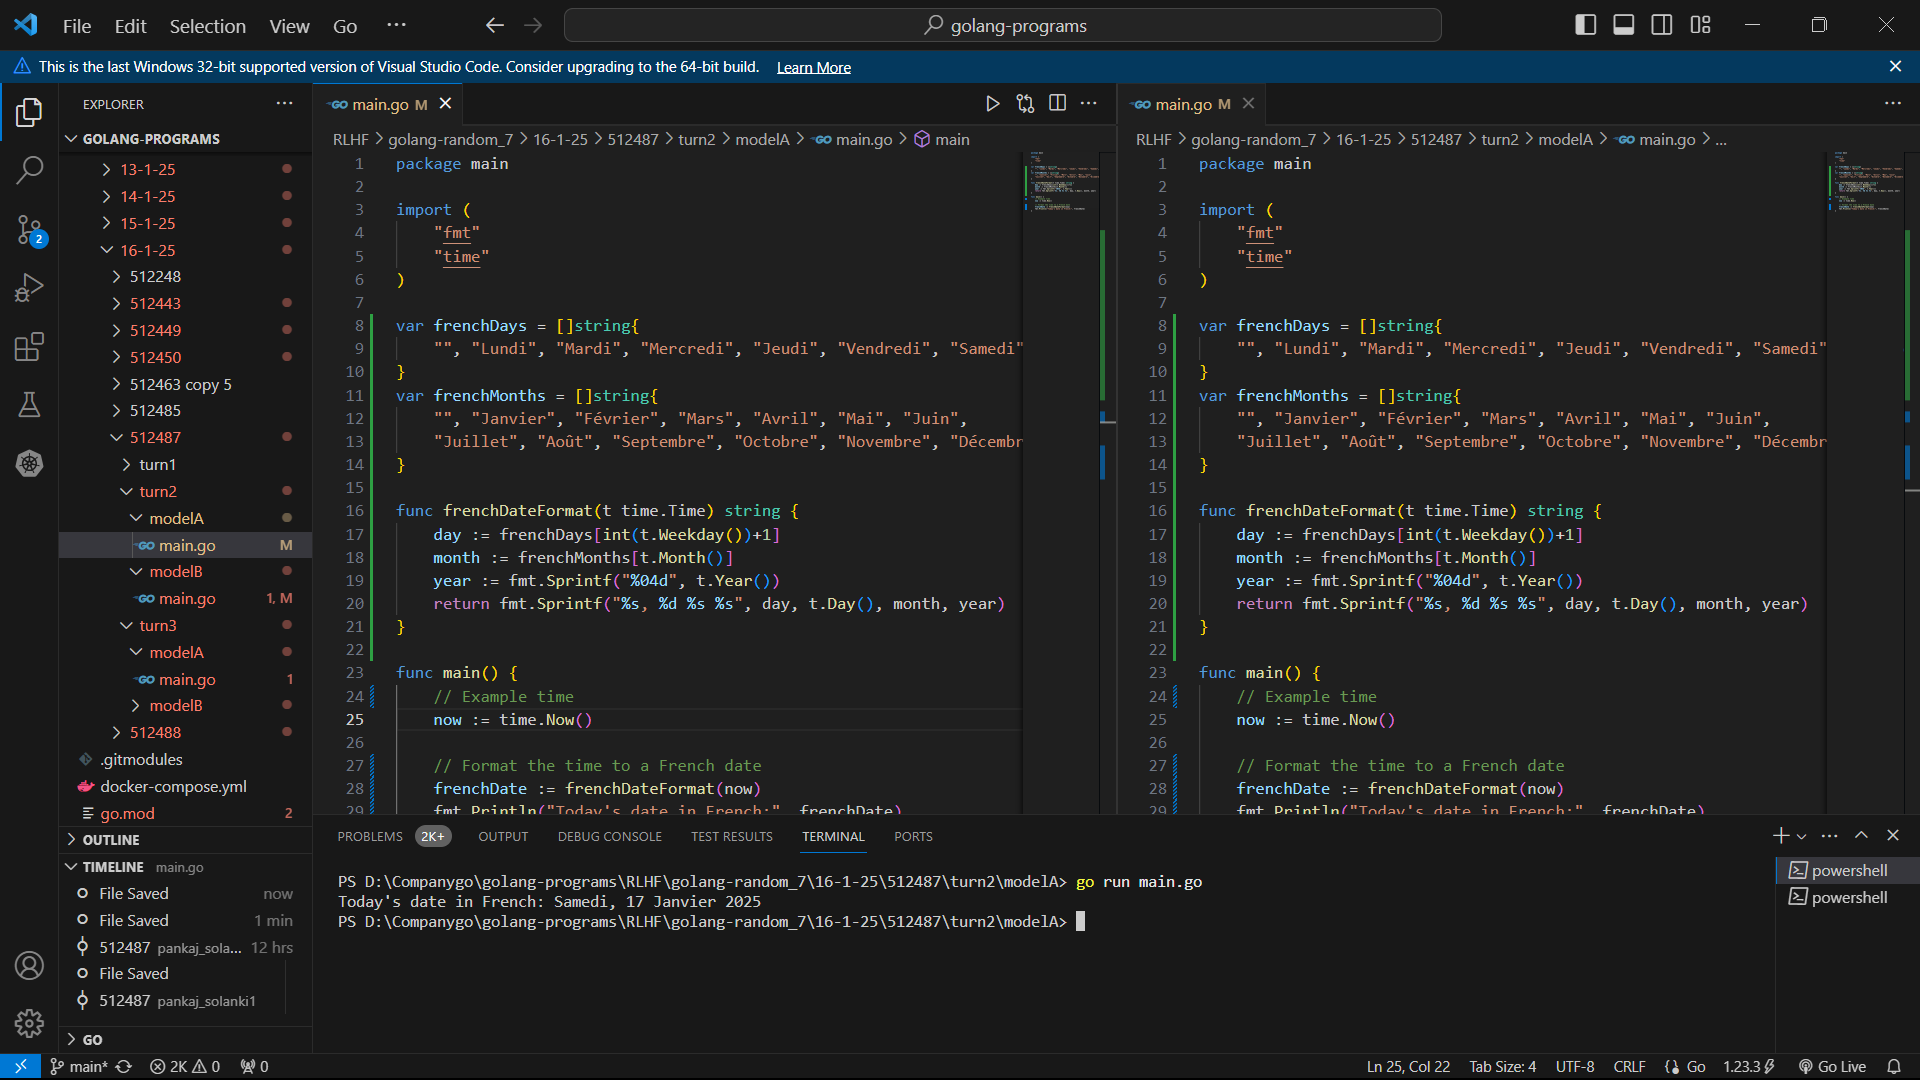 File Edit Selection View Go ··· golang-programs
This is the last Windows 32-bit supported version of Visual Studio Code. Consider upgrading to the 64-bit build. Learn More
EXPLORER
GOLANG-PROGRAMS
13-1-25
14-1-25
15-1-25
16-1-25
512248
512443
512449
512450
512463 copy 5
512485
512487
turn1
turn2
modelA
main.go M
modelB
main.go 1, M
turn3
modelA
main.go 1
modelB
512488
.gitmodules
docker-compose.yml
go.mod 2
OUTLINE
TIMELINE main.go
File Saved now
File Saved 1 min
512487 pankaj_sola... 12 hrs
File Saved
512487 pankaj_solanki1
GO
2
main.go M
RLHF > golang-random_7 > 16-1-25 > 512487 > turn2 > modelA > main.go > main
1 package main
2
3 import (
4 "fmt"
5 "time"
6 )
7
8 var frenchDays = []string{
9 "", "Lundi", "Mardi", "Mercredi", "Jeudi", "Vendredi", "Samedi"
10 }
11 var frenchMonths = []string{
12 "", "Janvier", "Février", "Mars", "Avril", "Mai", "Juin",
13 "Juillet", "Août", "Septembre", "Octobre", "Novembre", "Décembr
14 }
15
16 func frenchDateFormat(t time.Time) string {
17 day := frenchDays[int(t.Weekday())+1]
18 month := frenchMonths[t.Month()]
19 year := fmt.Sprintf("%04d", t.Year())
20 return fmt.Sprintf("%s, %d %s %s", day, t.Day(), month, year)
21 }
22
23 func main() {
24 // Example time
25 now := time.Now()
26
27 // Format the time to a French date
28 frenchDate := frenchDateFormat(now)
29 fmt.Println("Today's date in French:", frenchDate)
main.go M
RLHF > golang-random_7 > 16-1-25 > 512487 > turn2 > modelA > main.go > ...
1 package main
2
3 import (
4 "fmt"
5 "time"
6 )
7
8 var frenchDays = []string{
9 "", "Lundi", "Mardi", "Mercredi", "Jeudi", "Vendredi", "Samedi"
10 }
11 var frenchMonths = []string{
12 "", "Janvier", "Février", "Mars", "Avril", "Mai", "Juin",
13 "Juillet", "Août", "Septembre", "Octobre", "Novembre", "Décembr
14 }
15
16 func frenchDateFormat(t time.Time) string {
17 day := frenchDays[int(t.Weekday())+1]
18 month := frenchMonths[t.Month()]
19 year := fmt.Sprintf("%04d", t.Year())
20 return fmt.Sprintf("%s, %d %s %s", day, t.Day(), month, year)
21 }
22
23 func main() {
24 // Example time
25 now := time.Now()
26
27 // Format the time to a French date
28 frenchDate := frenchDateFormat(now)
29 fmt.Println("Today's date in French:", frenchDate)
PROBLEMS 2K+ OUTPUT DEBUG CONSOLE TEST RESULTS TERMINAL PORTS
PS D:\Companygo\golang-programs\RLHF\golang-random_7\16-1-25\512487\turn2\modelA> go run main.go
Today's date in French: Samedi, 17 Janvier 2025
PS D:\Companygo\golang-programs\RLHF\golang-random_7\16-1-25\512487\turn2\modelA>
powershell
powershell
main* 2K 0 0 Ln 25, Col 22 Tab Size: 4 UTF-8 CRLF Go 1.23.3 Go Live